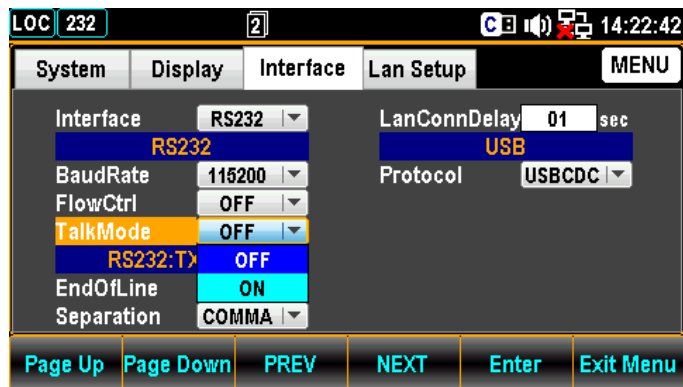 LOC 232 2 C 14:22:42
System Display Interface Lan Setup MENU
Interface RS232 LanConnDelay 01 sec
RS232 USB
BaudRate 115200 Protocol USBCDC
FlowCtrl OFF
TalkMode OFF
RS232:TX OFF
EndOfLine ON
Separation COMMA
Page Up Page Down PREV NEXT Enter Exit Menu